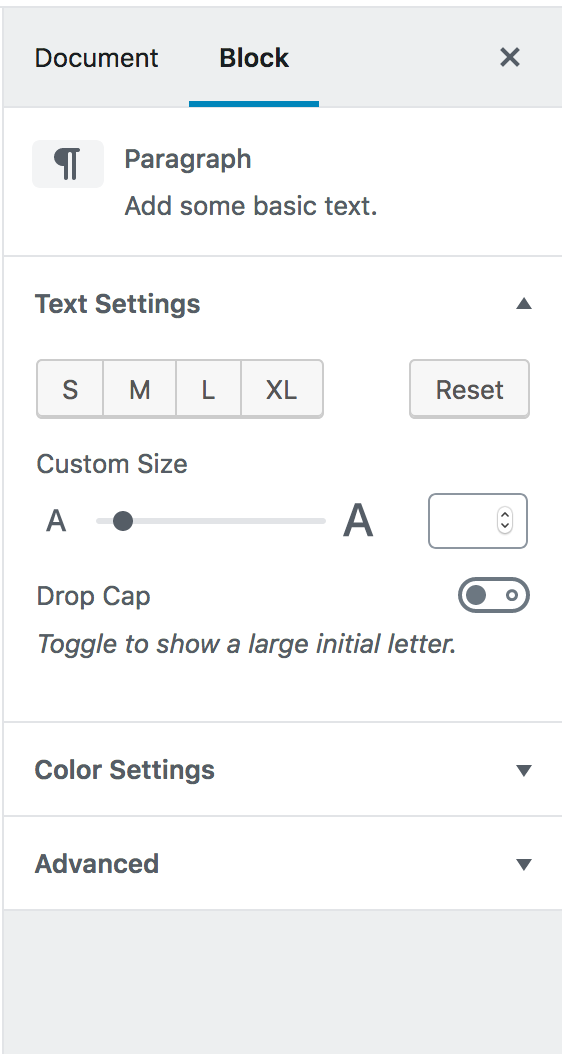 Document Block ×
¶ Paragraph
Add some basic text.
Text Settings
S M L XL Reset
Custom Size
A A
Drop Cap
Toggle to show a large initial letter.
Color Settings
Advanced